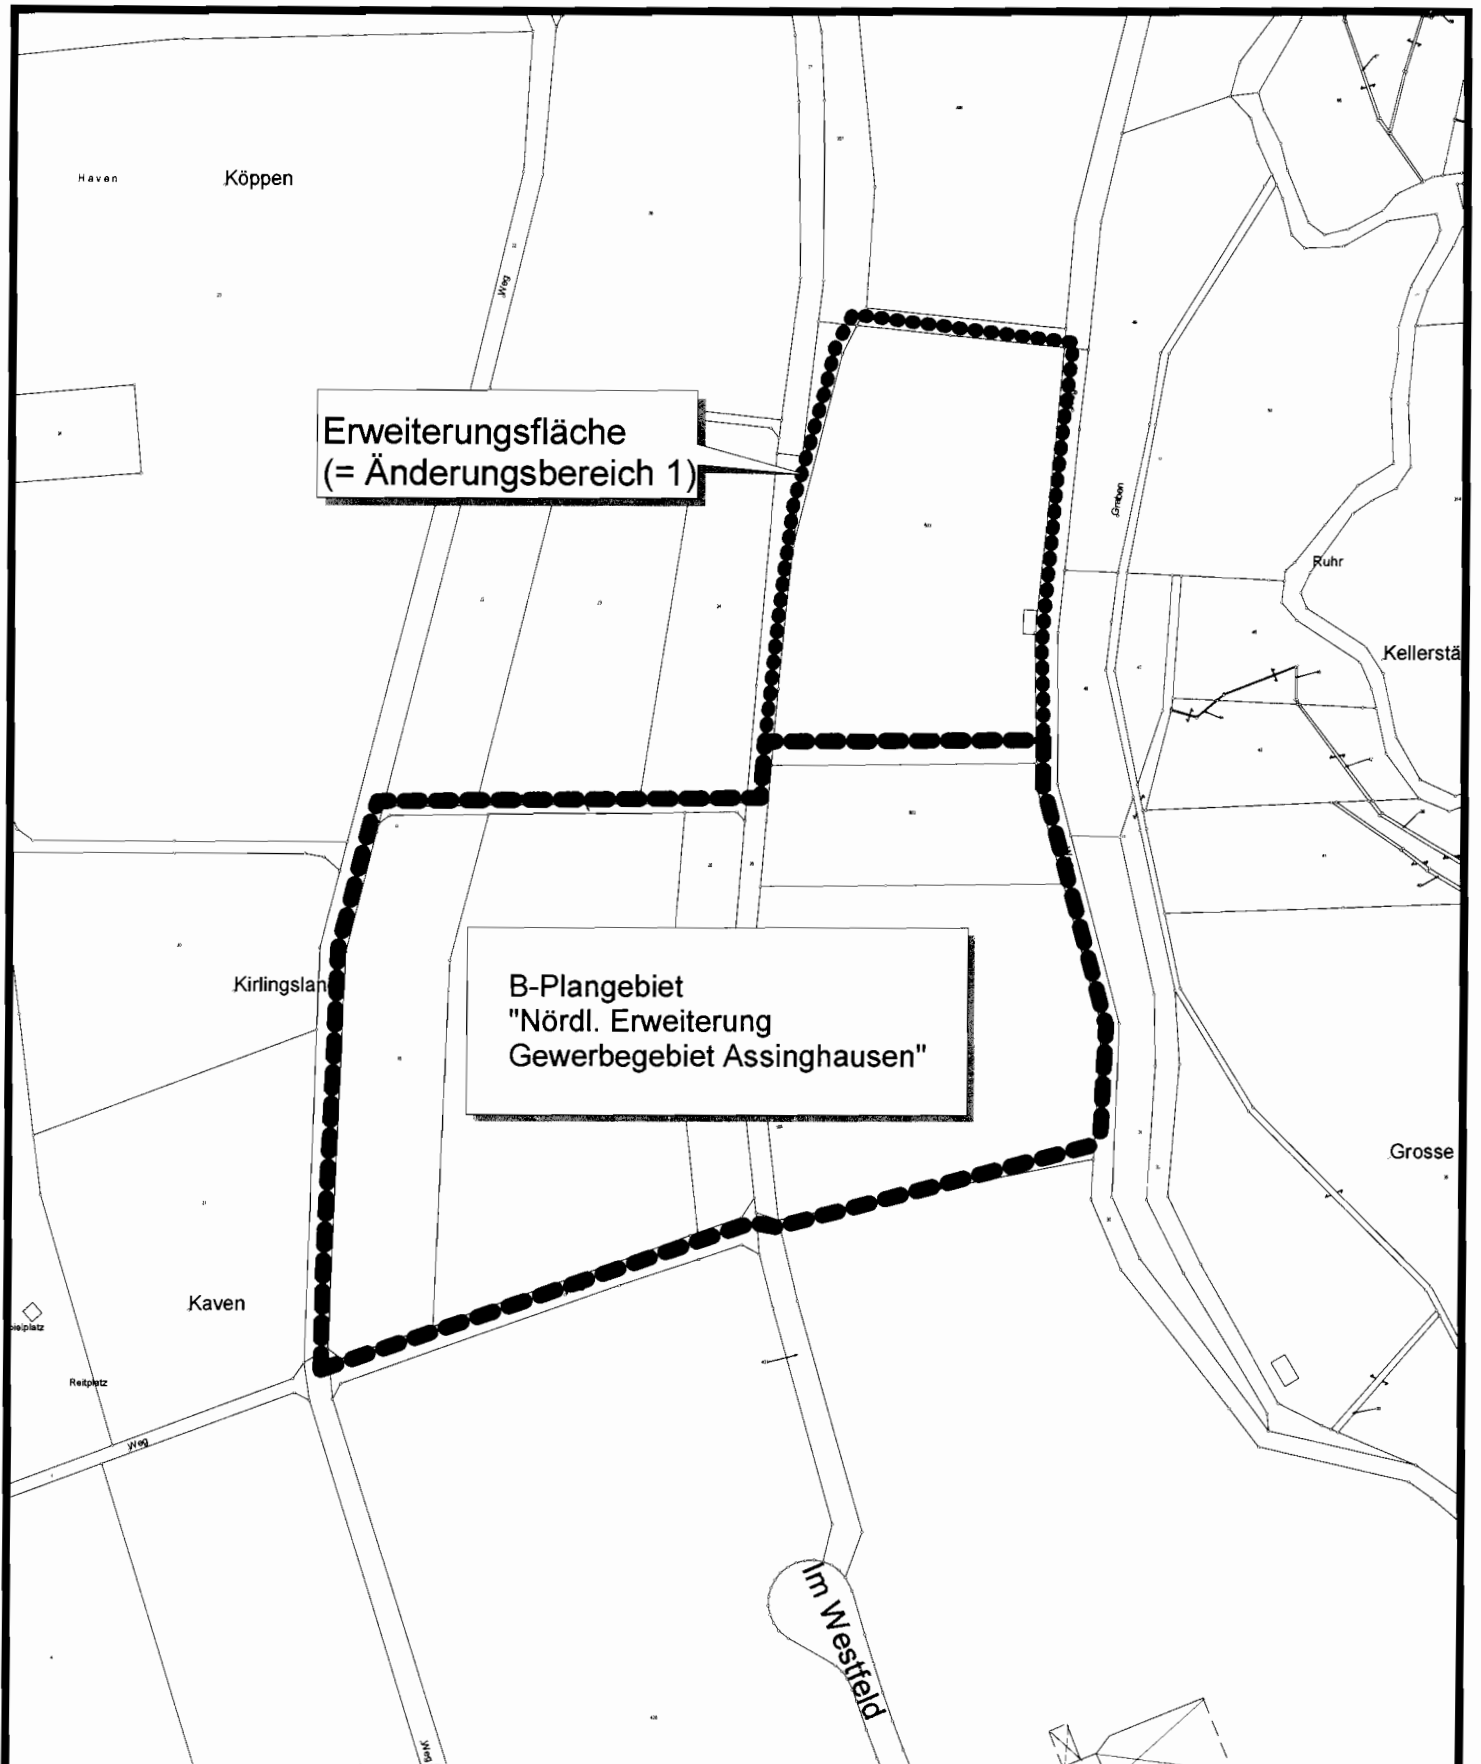 Haven
Köppen
Weg
Erweiterungsfläche
(= Änderungsbereich 1)
Graben
Ruhr
Kellerstä
Kirlingslan
B-Plangebiet
"Nördl. Erweiterung
Gewerbegebiet Assinghausen"
Grosse
Kaven
ielplatz
Reitplatz
Weg
Im Westfeld
Weg